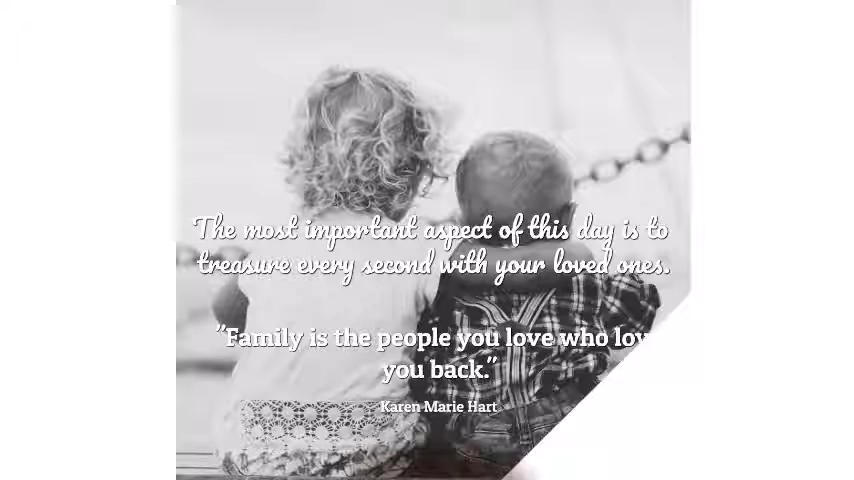 The most important aspect of this day is to
treasure every second with your loved ones.
"Family is the people you love who lov
you back."
Karen Marie Hart